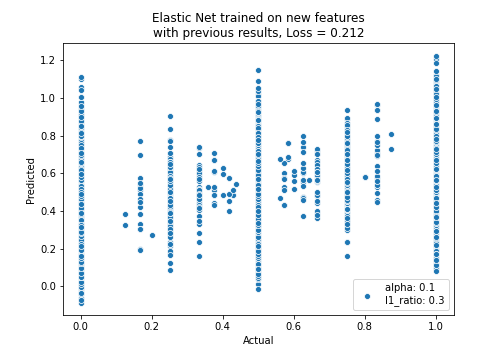 Elastic Net trained on new features
with previous results, Loss = 0.212
1.2
1.0
0.8
0.6
0.4
0.2
0.0
Predicted
alpha: 0.1
l1_ratio: 0.3
0.0 0.2 0.4 0.6 0.8 1.0
Actual